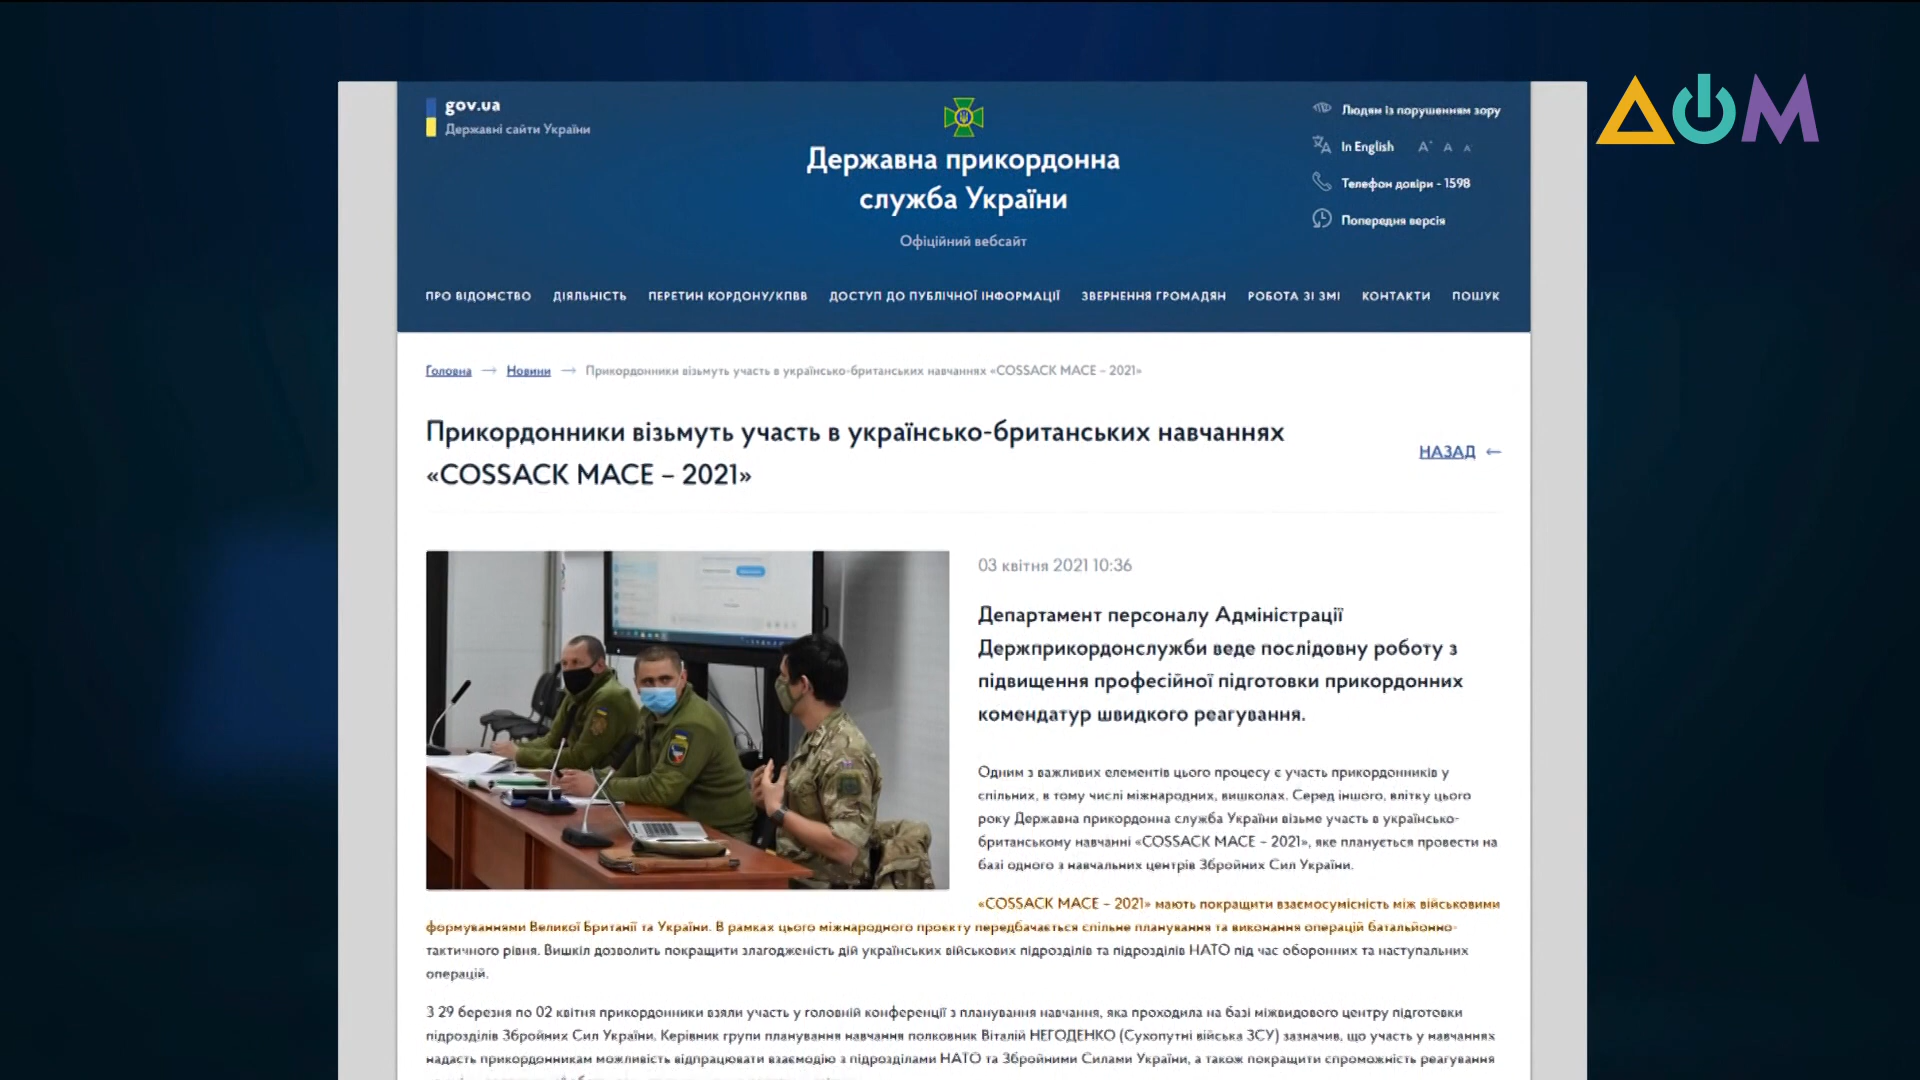 gov.ua
Державні сайти України
Державна прикордонна
служба України
Офіційний вебсайт
Людям із порушенням зору
In English A+ A A-
Телефон довіри - 1598
Попередня версія
ДОМ
ПРО ВІДОМСТВО ДІЯЛЬНІСТЬ ПЕРЕТИН КОРДОНУ/КПВВ ДОСТУП ДО ПУБЛІЧНОЇ ІНФОРМАЦІЇ ЗВЕРНЕННЯ ГРОМАДЯН РОБОТА ЗІ ЗМІ КОНТАКТИ ПОШУК
Головна → Новини → Прикордонники візьмуть участь в українсько-британських навчаннях «COSSACK MACE – 2021»
Прикордонники візьмуть участь в українсько-британських навчаннях
«COSSACK MACE – 2021»
НАЗАД ←
03 квітня 2021 10:36
Департамент персоналу Адміністрації
Держприкордонслужби веде послідовну роботу з
підвищення професійної підготовки прикордонних
комендатур швидкого реагування.
Одним з важливих елементів цього процесу є участь прикордонників у
спільних, в тому числі міжнародних, вишколах. Серед іншого, влітку цього
року Державна прикордонна служба України візьме участь в українсько-
британському навчанні «COSSACK MACE – 2021», яке планується провести на
базі одного з навчальних центрів Збройних Сил України.
«COSSACK MACE – 2021» мають покращити взаємосумісність між військовими
формуваннями Великої Британії та України. В рамках цього міжнародного проєкту передбачається спільне планування та виконання операцій батальйонно-
тактичного рівня. Вишкіл дозволить покращити злагодженість дій українських військових підрозділів та підрозділів НАТО під час оборонних та наступальних
операцій.
З 29 березня по 02 квітня прикордонники взяли участь у головній конференції з планування навчання, яка проходила на базі міжвидового центру підготовки
підрозділів Збройних Сил України. Керівник групи планування навчання полковник Віталій НЕГОДЕНКО (Сухопутні війська ЗСУ) зазначив, що участь у навчаннях
надасть прикордонникам можливість відпрацювати взаємодію з підрозділами НАТО та Збройними Силами України, а також покращити спроможність реагування